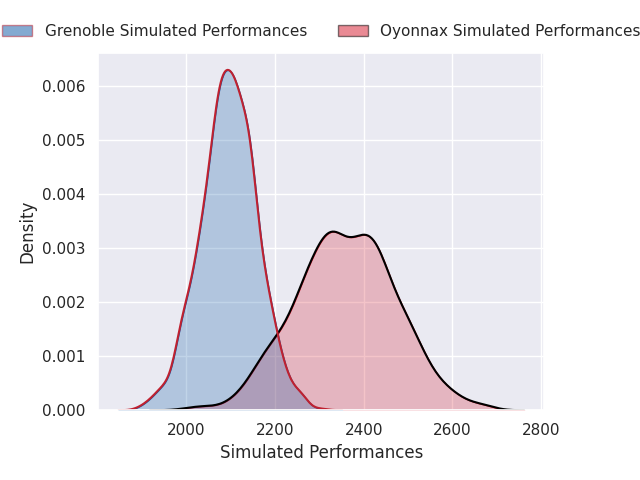 Grenoble Simulated Performances Oyonnax Simulated Performances
0.006
0.005
0.004
0.003
0.002
0.001
0.000
Density
2000 2200 2400 2600 2800
Simulated Performances